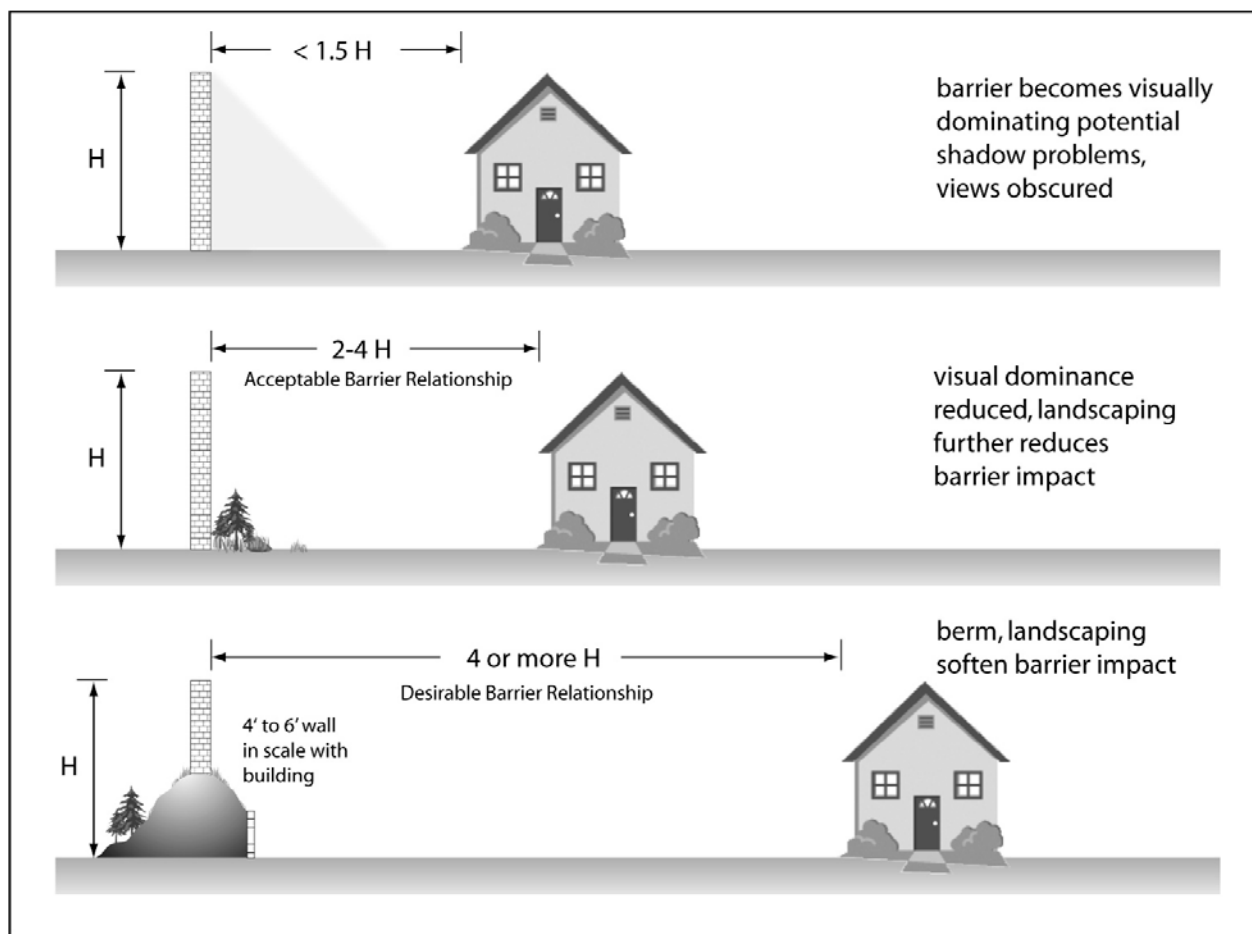 < 1.5 H
H
barrier becomes visually
dominating potential
shadow problems,
views obscured
2-4 H
Acceptable Barrier Relationship
H
visual dominance
reduced, landscaping
further reduces
barrier impact
4 or more H
Desirable Barrier Relationship
H
4' to 6' wall
in scale with
building
berm, landscaping
soften barrier impact